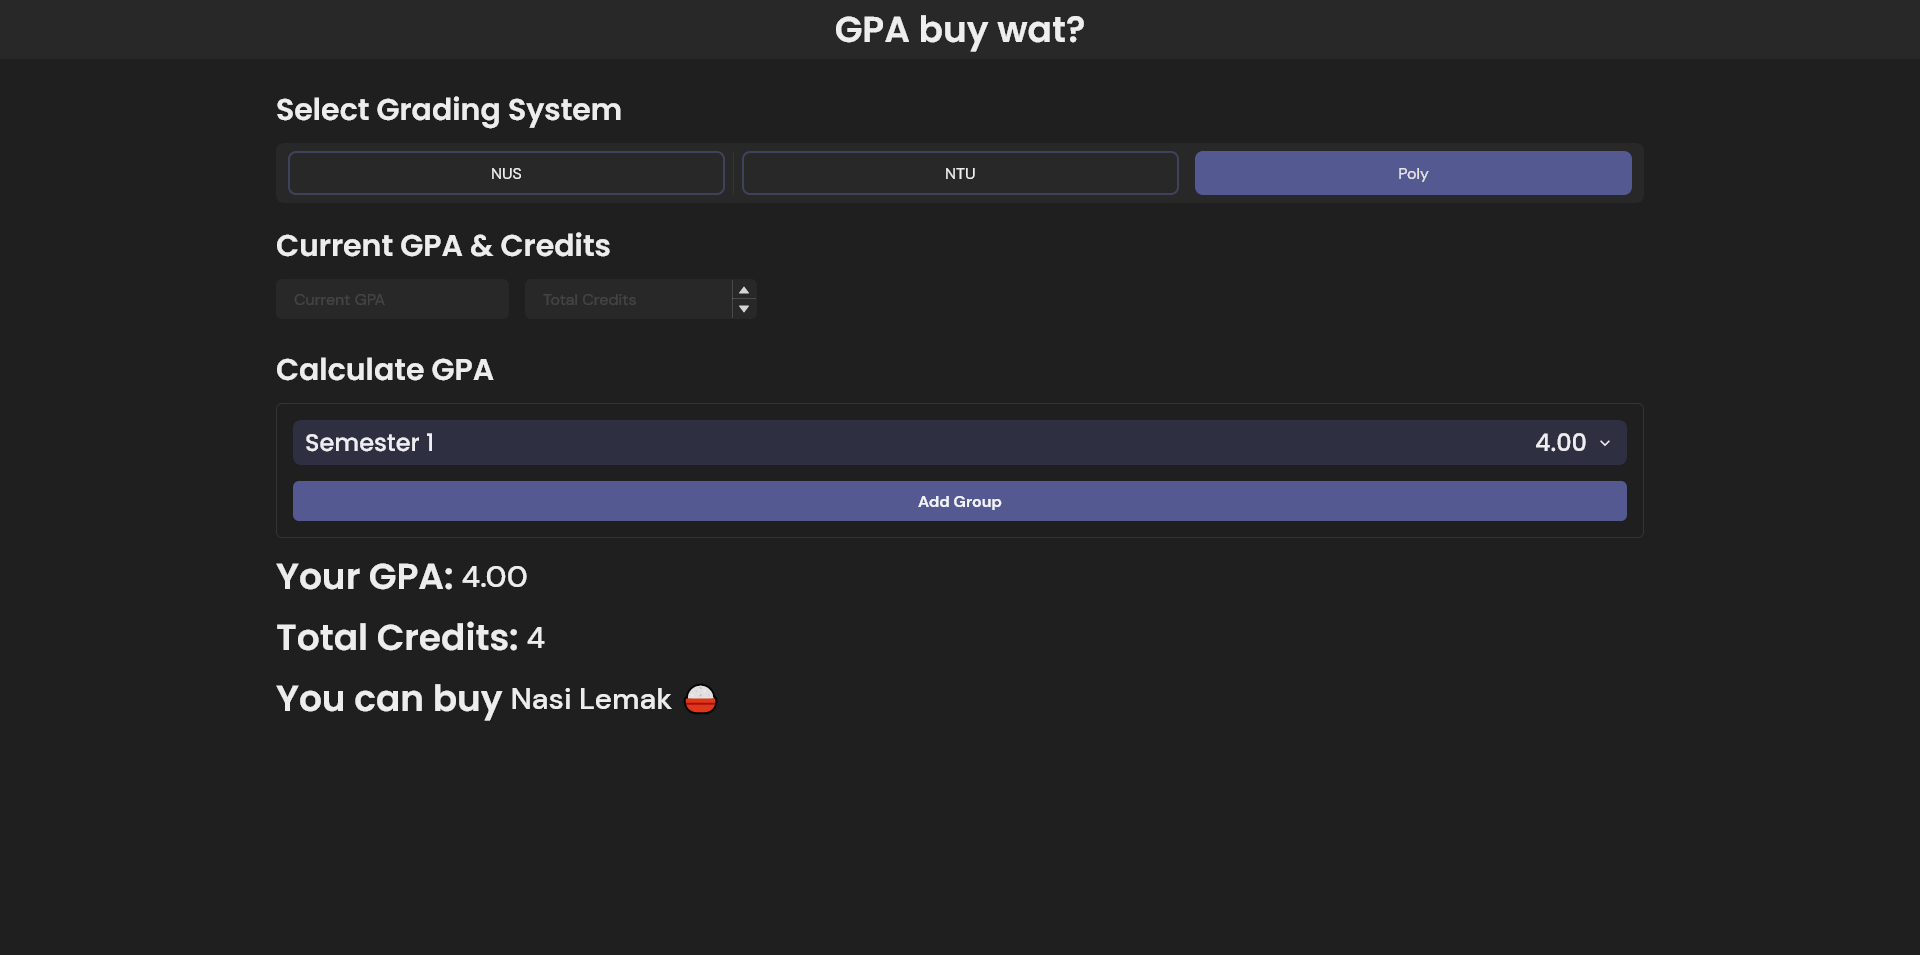 GPA buy wat?
Select Grading System
NUS NTU Poly
Current GPA & Credits
Current GPA Total Credits
Calculate GPA
Semester 1 4.00
Add Group
Your GPA: 4.00
Total Credits: 4
You can buy Nasi Lemak